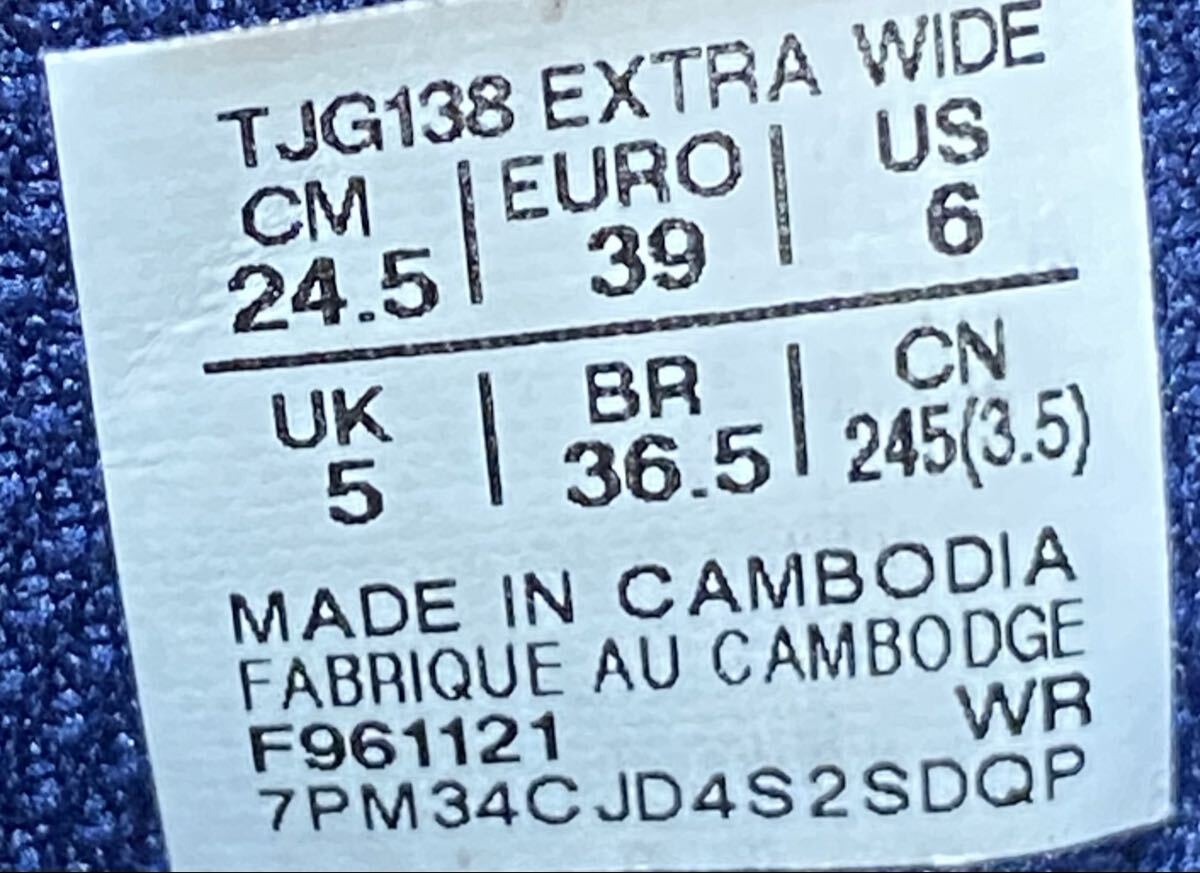 TJG138 EXTRA WIDE
CM | EURO | US
24.5 | 39 | 6
UK | BR | CN
5 | 36.5 | 245(3.5)
MADE IN CAMBODIA
FABRIQUE AU CAMBODGE
F961121 WR
7PM34CJD4S2SDQP